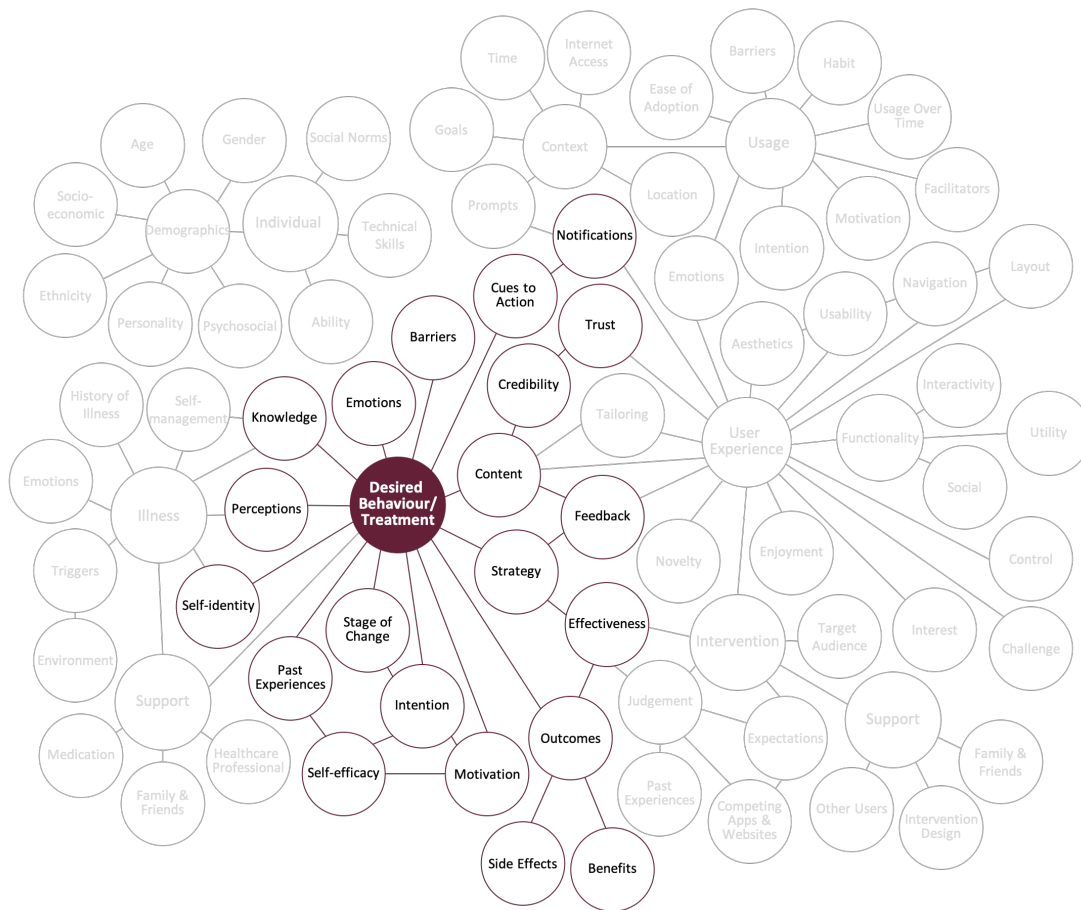 Time
Internet
Access
Barriers
Habit
Ease of
Adoption
Usage Over
Time
Goals
Context
Usage
Age
Gender
Social Norms
Facilitators
Socio-
economic
Location
Prompts
Motivation
Demographics
Individual
Technical
Skills
Notifications
Intention
Emotions
Navigation
Layout
Ethnicity
Personality
Psychosocial
Ability
Cues to
Action
Usability
Trust
Barriers
Aesthetics
Credibility
Interactivity
History of
Illness
Self-
management
Knowledge
Emotions
Tailoring
User
Experience
Functionality
Utility
Emotions
Illness
Perceptions
Desired
Behaviour/
Treatment
Content
Social
Feedback
Triggers
Strategy
Novelty
Enjoyment
Control
Self-identity
Stage of
Change
Effectiveness
Intervention
Target
Audience
Interest
Challenge
Environment
Past
Experiences
Support
Intention
Judgement
Support
Outcomes
Expectations
Medication
Healthcare
Professional
Self-efficacy
Motivation
Family &
Friends
Family &
Friends
Past
Experiences
Competing
Apps &
Websites
Other Users
Intervention
Design
Side Effects
Benefits